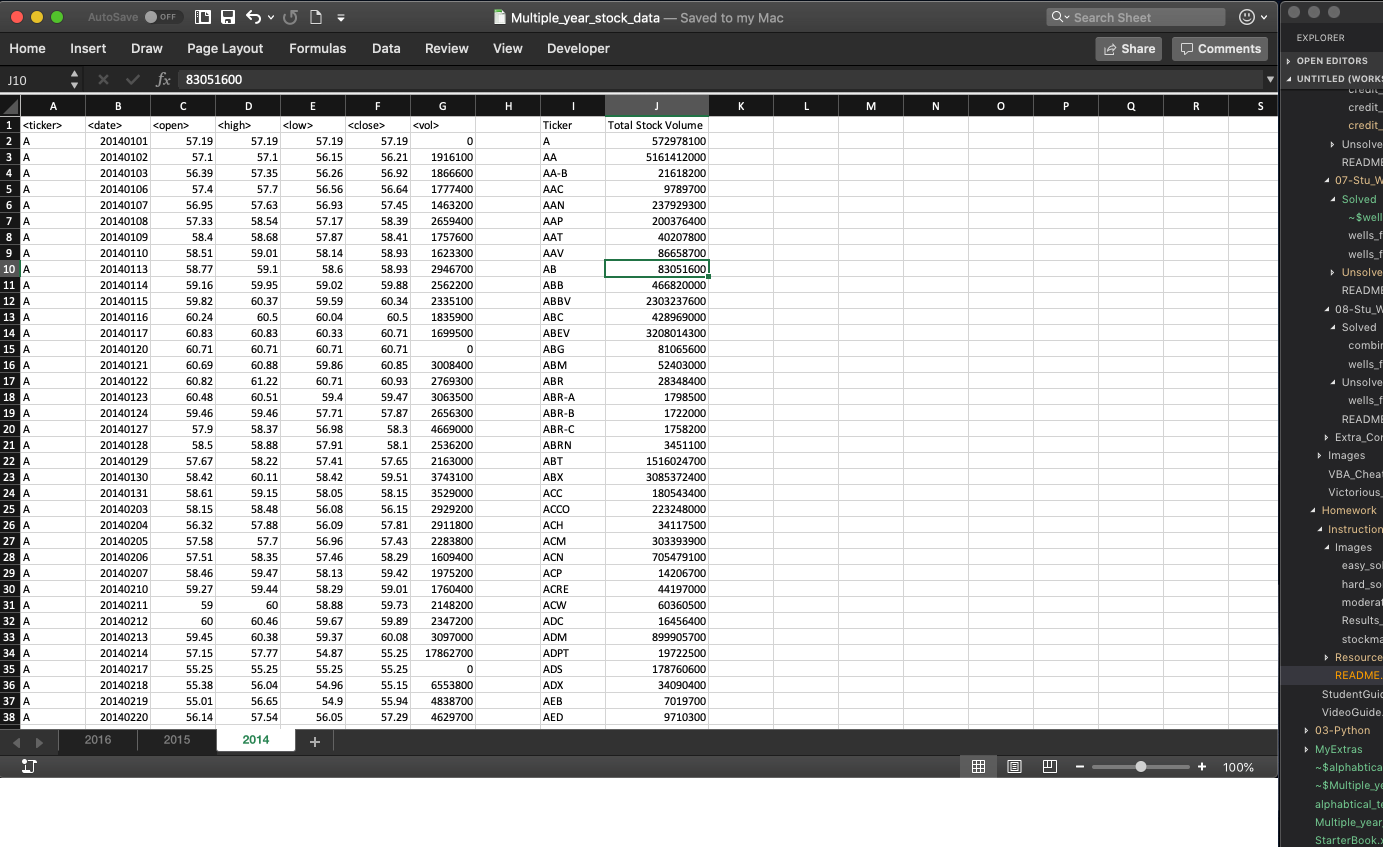 AutoSave OFF Multiple_year_stock_data — Saved to my Mac Search Sheet
Home Insert Draw Page Layout Formulas Data Review View Developer Share Comments
J10 fx 83051600
A B C D E F G H I J K L M N O P Q R S
1 <ticker> <date> <open> <high> <low> <close> <vol> Ticker Total Stock Volume
2 A 20140101 57.19 57.19 57.19 57.19 0 A 572978100
3 A 20140102 57.1 57.1 56.15 56.21 1916100 AA 5161412000
4 A 20140103 56.39 57.35 56.26 56.92 1866600 AA-B 21618200
5 A 20140106 57.4 57.7 56.56 56.64 1777400 AAC 9789700
6 A 20140107 56.95 57.63 56.93 57.45 1463200 AAN 237929300
7 A 20140108 57.33 58.54 57.17 58.39 2659400 AAP 200376400
8 A 20140109 58.4 58.68 57.87 58.41 1757600 AAT 40207800
9 A 20140110 58.51 59.01 58.14 58.93 1623300 AAV 86658700
10 A 20140113 58.77 59.1 58.6 58.93 2946700 AB 83051600
11 A 20140114 59.16 59.95 59.02 59.88 2562200 ABB 466820000
12 A 20140115 59.82 60.37 59.59 60.34 2335100 ABBV 2303237600
13 A 20140116 60.24 60.5 60.04 60.5 1835900 ABC 428969000
14 A 20140117 60.83 60.83 60.33 60.71 1699500 ABEV 3208014300
15 A 20140120 60.71 60.71 60.71 60.71 0 ABG 81065600
16 A 20140121 60.69 60.88 59.86 60.85 3008400 ABM 52403000
17 A 20140122 60.82 61.22 60.71 60.93 2769300 ABR 28348400
18 A 20140123 60.48 60.51 59.4 59.47 3063500 ABR-A 1798500
19 A 20140124 59.46 59.46 57.71 57.87 2656300 ABR-B 1722000
20 A 20140127 57.9 58.37 56.98 58.3 4669000 ABR-C 1758200
21 A 20140128 58.5 58.88 57.91 58.1 2536200 ABRN 3451100
22 A 20140129 57.67 58.22 57.41 57.65 2163000 ABT 1516024700
23 A 20140130 58.42 60.11 58.42 59.51 3743100 ABX 3085372400
24 A 20140131 58.61 59.15 58.05 58.15 3529000 ACC 180543400
25 A 20140203 58.15 58.48 56.08 56.15 2929200 ACCO 223248000
26 A 20140204 56.32 57.88 56.09 57.81 2911800 ACH 34117500
27 A 20140205 57.58 57.7 56.96 57.43 2283800 ACM 303393900
28 A 20140206 57.51 58.35 57.46 58.29 1609400 ACN 705479100
29 A 20140207 58.46 59.47 58.13 59.42 1975200 ACP 14206700
30 A 20140210 59.27 59.44 58.29 59.01 1760400 ACRE 44197000
31 A 20140211 59 60 58.88 59.73 2148200 ACW 60360500
32 A 20140212 60 60.46 59.67 59.89 2347200 ADC 16456400
33 A 20140213 59.45 60.38 59.37 60.08 3097000 ADM 899905700
34 A 20140214 57.15 57.77 54.87 55.25 17862700 ADPT 19722500
35 A 20140217 55.25 55.25 55.25 55.25 0 ADS 178760600
36 A 20140218 55.38 56.04 54.96 55.15 6553800 ADX 34090400
37 A 20140219 55.01 56.65 54.9 55.94 4838700 AEB 7019700
38 A 20140220 56.14 57.54 56.05 57.29 4629700 AED 9710300
2016 2015 2014 +
100%
EXPLORER
OPEN EDITORS
UNTITLED (WORKS
credit_
credit_
credit_
Unsolve
README
07-Stu_W
Solved
~$well
wells_f
wells_f
Unsolve
README
08-Stu_W
Solved
combin
wells_f
Unsolve
wells_f
README
Extra_Con
Images
VBA_Cheat
Victorious_
Homework
Instruction
Images
easy_sol
hard_so
moderat
Results_
stockma
Resource
README.
StudentGuid
VideoGuide.
03-Python
MyExtras
~$alphabtica
~$Multiple_ye
alphabtical_te
Multiple_year_
StarterBook.x